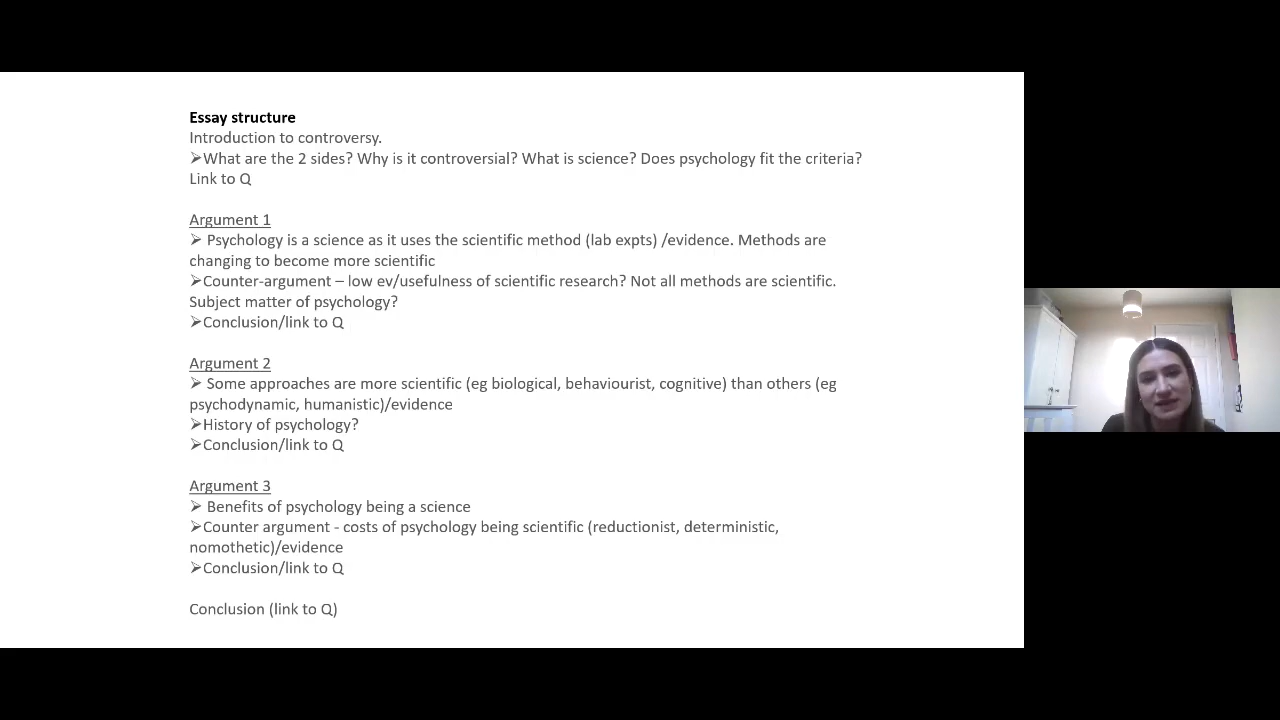 Essay structure
Introduction to controversy.
➢What are the 2 sides? Why is it controversial? What is science? Does psychology fit the criteria?
Link to Q
Argument 1
➢ Psychology is a science as it uses the scientific method (lab expts) /evidence. Methods are
changing to become more scientific
➢Counter-argument – low ev/usefulness of scientific research? Not all methods are scientific.
Subject matter of psychology?
➢Conclusion/link to Q
Argument 2
➢ Some approaches are more scientific (eg biological, behaviourist, cognitive) than others (eg
psychodynamic, humanistic)/evidence
➢History of psychology?
➢Conclusion/link to Q
Argument 3
➢ Benefits of psychology being a science
➢Counter argument - costs of psychology being scientific (reductionist, deterministic,
nomothetic)/evidence
➢Conclusion/link to Q
Conclusion (link to Q)